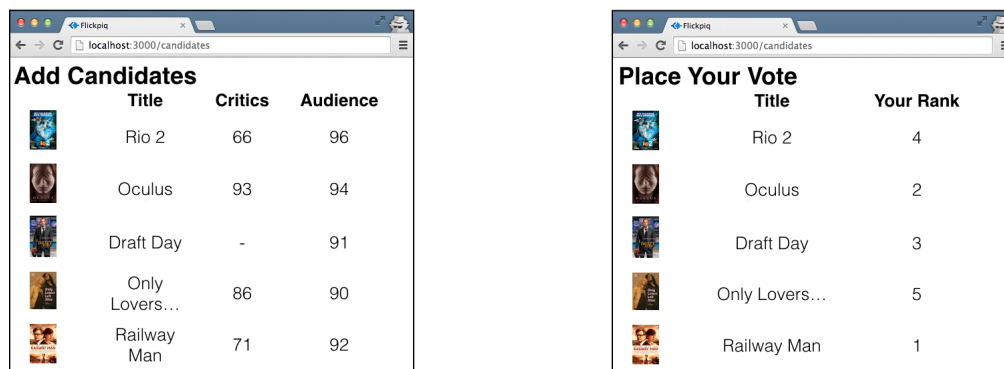 Flickpiq
localhost:3000/candidates
Add Candidates
Title Critics Audience
Rio 2 66 96
Oculus 93 94
Draft Day - 91
Only
Lovers... 86 90
Railway
Man 71 92
Flickpiq
localhost:3000/candidates
Place Your Vote
Title Your Rank
Rio 2 4
Oculus 2
Draft Day 3
Only Lovers... 5
Railway Man 1